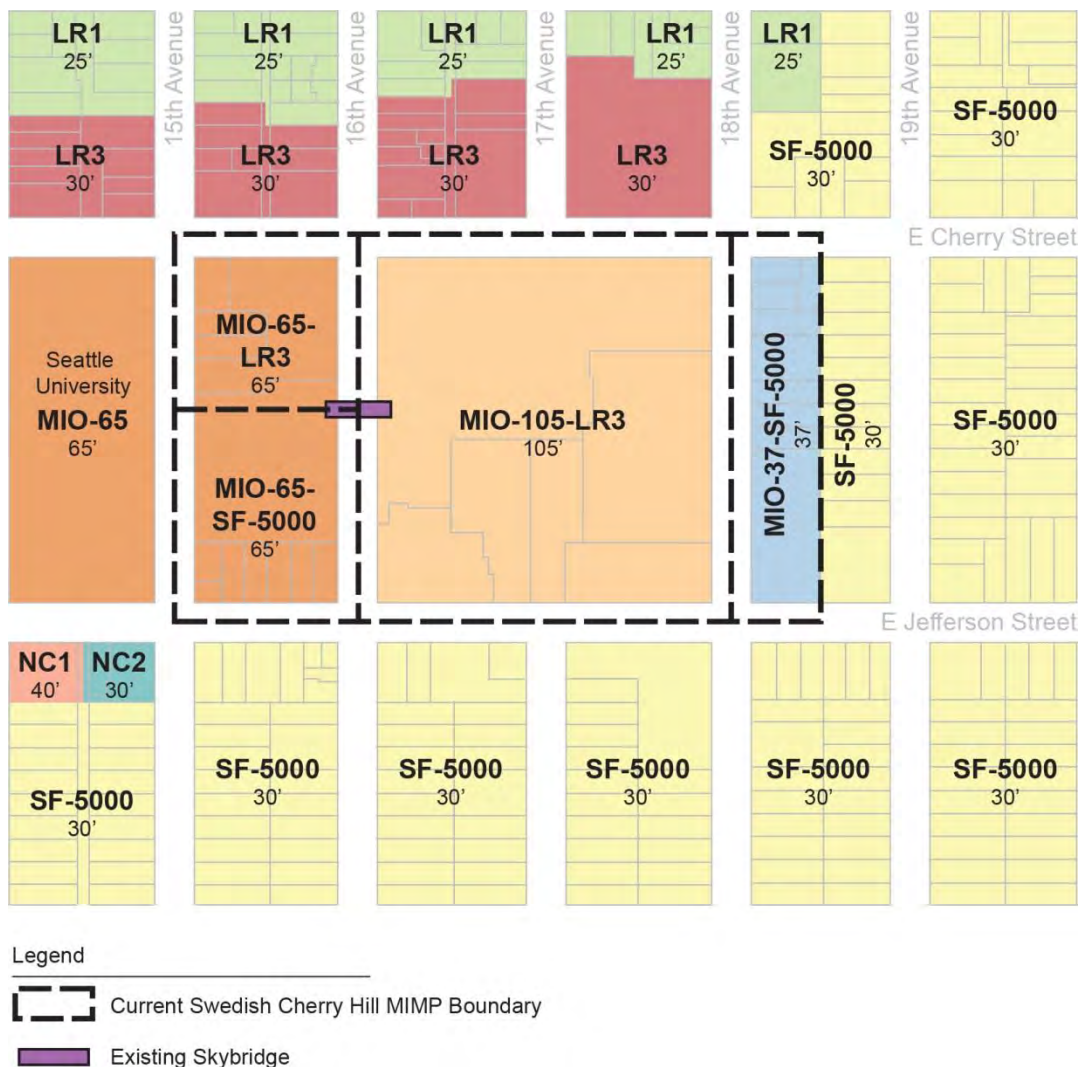 LR1
25'
15th Avenue
LR1
25'
16th Avenue
LR1
25'
17th Avenue
LR1
25'
18th Avenue
LR1
25'
19th Avenue
SF-5000
30'
LR3
30'
LR3
30'
LR3
30'
LR3
30'
SF-5000
30'
E Cherry Street
Seattle
University
MIO-65
65'
MIO-65-
LR3
65'
MIO-65-
SF-5000
65'
MIO-105-LR3
105'
MIO-37-SF-5000
37'
SF-5000
30'
SF-5000
30'
E Jefferson Street
NC1
40'
NC2
30'
SF-5000
30'
SF-5000
30'
SF-5000
30'
SF-5000
30'
SF-5000
30'
SF-5000
30'
Legend
Current Swedish Cherry Hill MIMP Boundary
Existing Skybridge